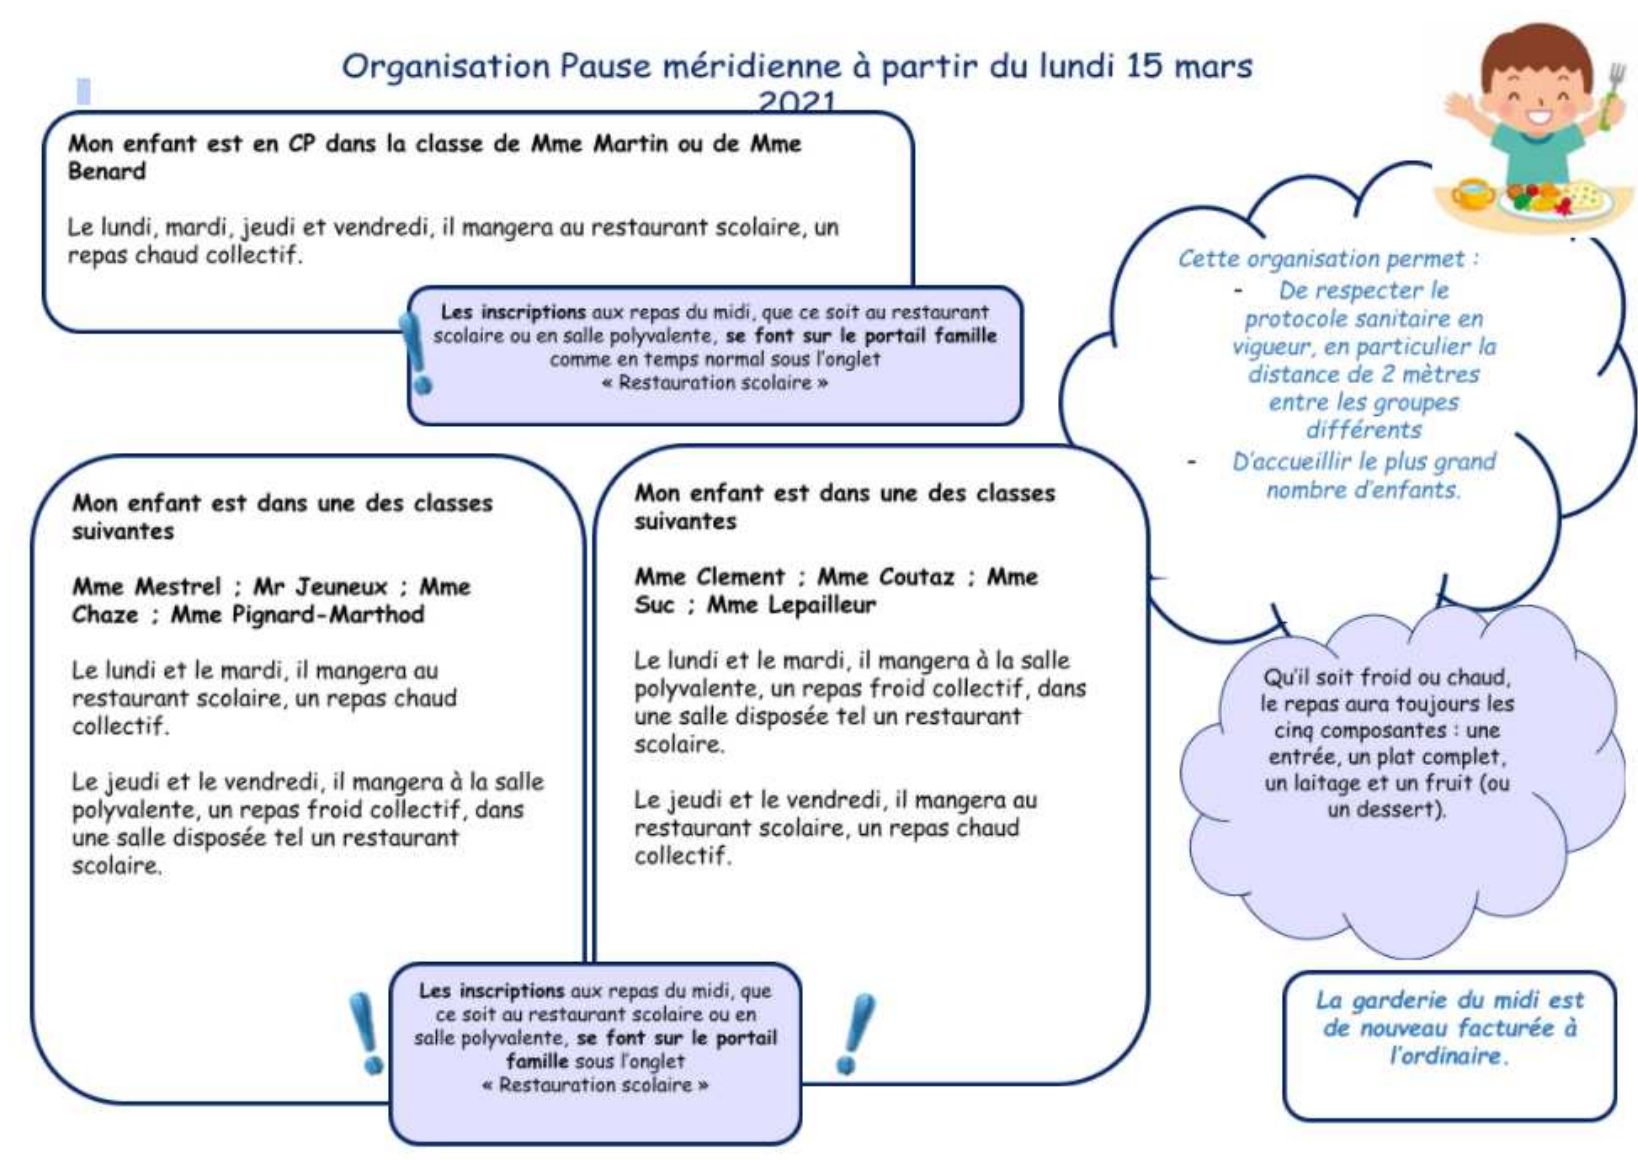 Organisation Pause méridienne à partir du lundi 15 mars
2021
Mon enfant est en CP dans la classe de Mme Martin ou de Mme
Benard
Le lundi, mardi, jeudi et vendredi, il mangera au restaurant scolaire, un
repas chaud collectif.
Les inscriptions aux repas du midi, que ce soit au restaurant
scolaire ou en salle polyvalente, se font sur le portail famille
comme en temps normal sous l'onglet
« Restauration scolaire »
Cette organisation permet :
- De respecter le
protocole sanitaire en
vigueur, en particulier la
distance de 2 mètres
entre les groupes
différents
- D'accueillir le plus grand
nombre d'enfants.
Mon enfant est dans une des classes
suivantes
Mme Mestrel ; Mr Jeuneux ; Mme
Chaze ; Mme Pignard-Marthod
Le lundi et le mardi, il mangera au
restaurant scolaire, un repas chaud
collectif.
Le jeudi et le vendredi, il mangera à la salle
polyvalente, un repas froid collectif, dans
une salle disposée tel un restaurant
scolaire.
Mon enfant est dans une des classes
suivantes
Mme Clement ; Mme Coutaz ; Mme
Suc ; Mme Lepailleur
Le lundi et le mardi, il mangera à la salle
polyvalente, un repas froid collectif, dans
une salle disposée tel un restaurant
scolaire.
Le jeudi et le vendredi, il mangera au
restaurant scolaire, un repas chaud
collectif.
Qu'il soit froid ou chaud,
le repas aura toujours les
cinq composantes : une
entrée, un plat complet,
un laitage et un fruit (ou
un dessert).
Les inscriptions aux repas du midi, que
ce soit au restaurant scolaire ou en
salle polyvalente, se font sur le portail
famille sous l'onglet
« Restauration scolaire »
La garderie du midi est
de nouveau facturée à
l'ordinaire.